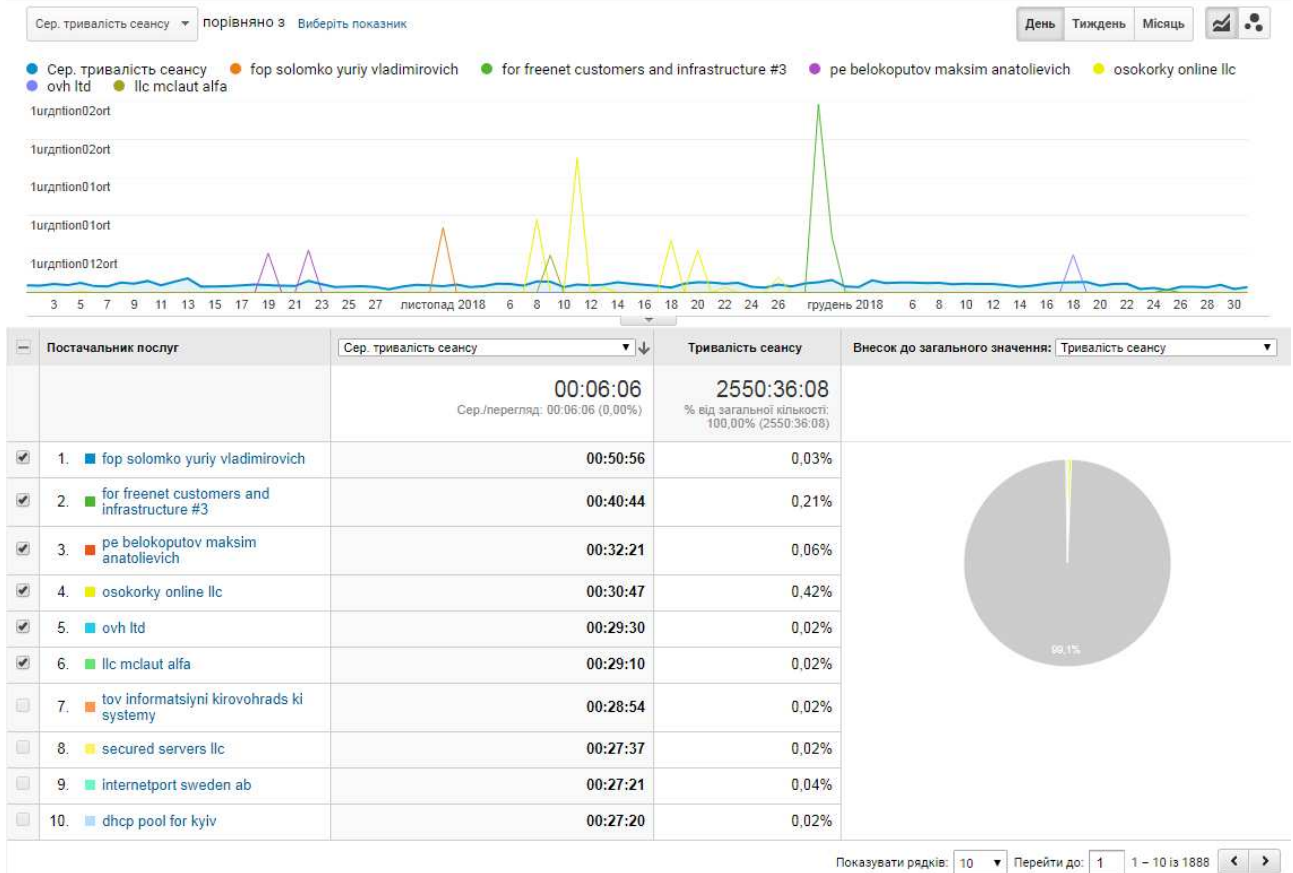 Сер. тривалість сеансу порівняно з Виберіть показник День Тиждень Місяць
Сер. тривалість сеансу fop solomko yuriy vladimirovich for freenet customers and infrastructure #3 pe belokoputov maksim anatolievich osokorky online llc
ovh ltd llc mclaut alfa
3 5 7 9 11 13 15 17 19 21 23 25 27 листопад 2018 6 8 10 12 14 16 18 20 22 24 26 грудень 2018 6 8 10 12 14 16 18 20 22 24 26 28 30
Постачальник послуг Сер. тривалість сеансу Тривалість сеансу Внесок до загального значення: Тривалість сеансу
00:06:06 2550:36:08
Сер./перегляд: 00:06:06 (0,00%) % від загальної кількості:
100,00% (2550:36:08)
1. fop solomko yuriy vladimirovich 00:50:56 0,03%
2. for freenet customers and
infrastructure #3 00:40:44 0,21%
3. pe belokoputov maksim
anatolievich 00:32:21 0,06%
4. osokorky online llc 00:30:47 0,42%
5. ovh ltd 00:29:30 0,02%
6. llc mclaut alfa 00:29:10 0,02%
99,1%
7. tov informatsiyni kirovohrads ki
systemy 00:28:54 0,02%
8. secured servers llc 00:27:37 0,02%
9. internetport sweden ab 00:27:21 0,04%
10. dhcp pool for kyiv 00:27:20 0,02%
Показувати рядків: 10 Перейти до: 1 1 – 10 із 1888